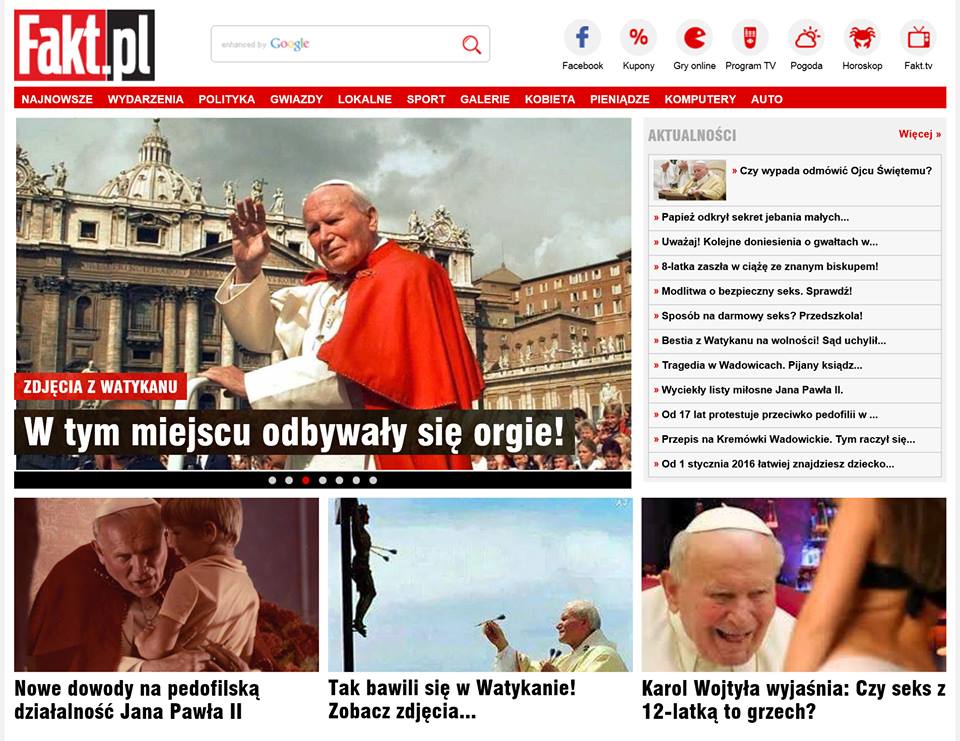 Fakt.pl
enhanced by Google
Facebook
Kupony
Gry online
Program TV
Pogoda
Horoskop
Fakt.tv
NAJNOWSZE WYDARZENIA POLITYKA GWIAZDY LOKALNE SPORT GALERIE KOBIETA PIENIĄDZE KOMPUTERY AUTO
ZDJĘCIA Z WATYKANU
W tym miejscu odbywały się orgie!
AKTUALNOŚCI
Więcej »
» Czy wypada odmówić Ojcu Świętemu?
» Papież odkrył sekret jebania małych...
» Uważaj! Kolejne doniesienia o gwałtach w...
» 8-latka zaszła w ciążę ze znanym biskupem!
» Modlitwa o bezpieczny seks. Sprawdź!
» Sposób na darmowy seks? Przedszkola!
» Bestia z Watykanu na wolności! Sąd uchylił...
» Tragedia w Wadowicach. Pijany ksiądz...
» Wyciekły listy miłosne Jana Pawła II.
» Od 17 lat protestuje przeciwko pedofilii w ...
» Przepis na Kremówki Wadowickie. Tym raczył się...
» Od 1 stycznia 2016 łatwiej znajdziesz dziecko...
Nowe dowody na pedofilską
działalność Jana Pawła II
Tak bawili się w Watykanie!
Zobacz zdjęcia...
Karol Wojtyła wyjaśnia: Czy seks z
12-latką to grzech?